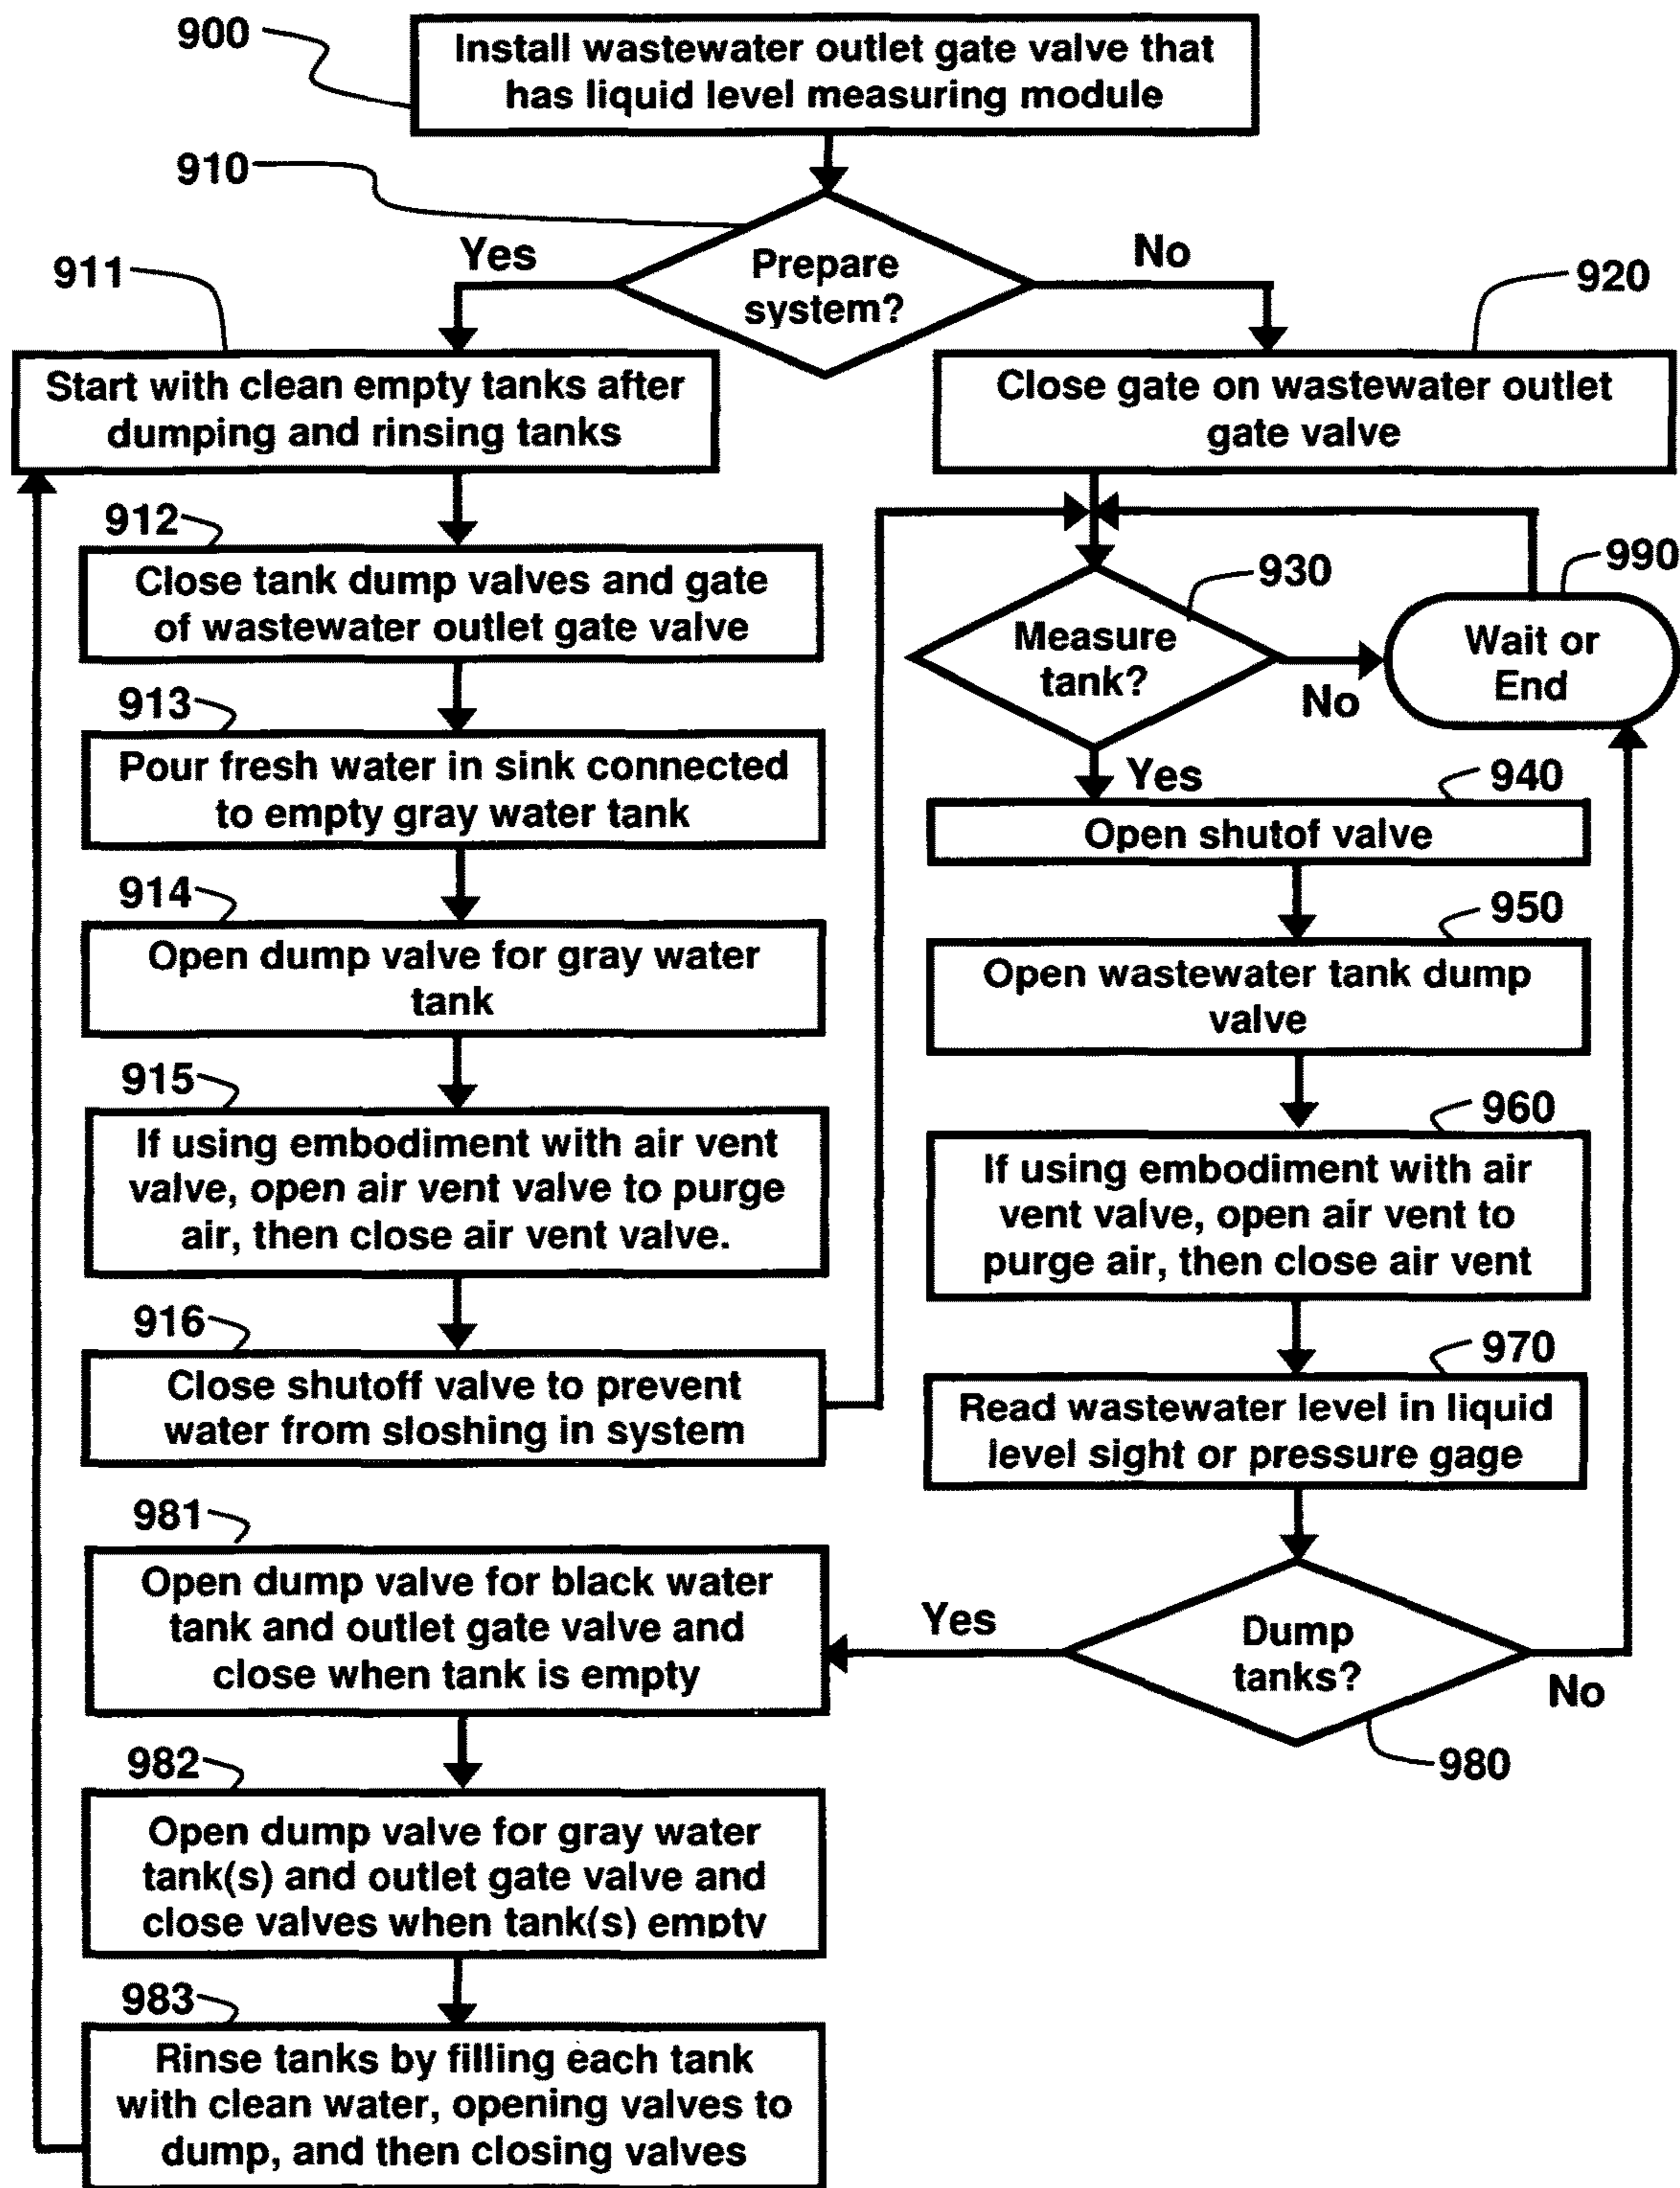 900
Install wastewater outlet gate valve that
has liquid level measuring module
910
Prepare
system?
Yes
No
911
Start with clean empty tanks after
dumping and rinsing tanks
920
Close gate on wastewater outlet
gate valve
912
Close tank dump valves and gate
of wastewater outlet gate valve
913
Pour fresh water in sink connected
to empty gray water tank
914
Open dump valve for gray water
tank
915
If using embodiment with air vent
valve, open air vent valve to purge
air, then close air vent valve.
916
Close shutoff valve to prevent
water from sloshing in system
930
Measure
tank?
No
990
Wait or
End
Yes
940
Open shutof valve
950
Open wastewater tank dump
valve
960
If using embodiment with air
vent valve, open air vent to
purge air, then close air vent
970
Read wastewater level in liquid
level sight or pressure gage
980
Dump
tanks?
Yes
No
981
Open dump valve for black water
tank and outlet gate valve and
close when tank is empty
982
Open dump valve for gray water
tank(s) and outlet gate valve and
close valves when tank(s) empty
983
Rinse tanks by filling each tank
with clean water, opening valves to
dump, and then closing valves